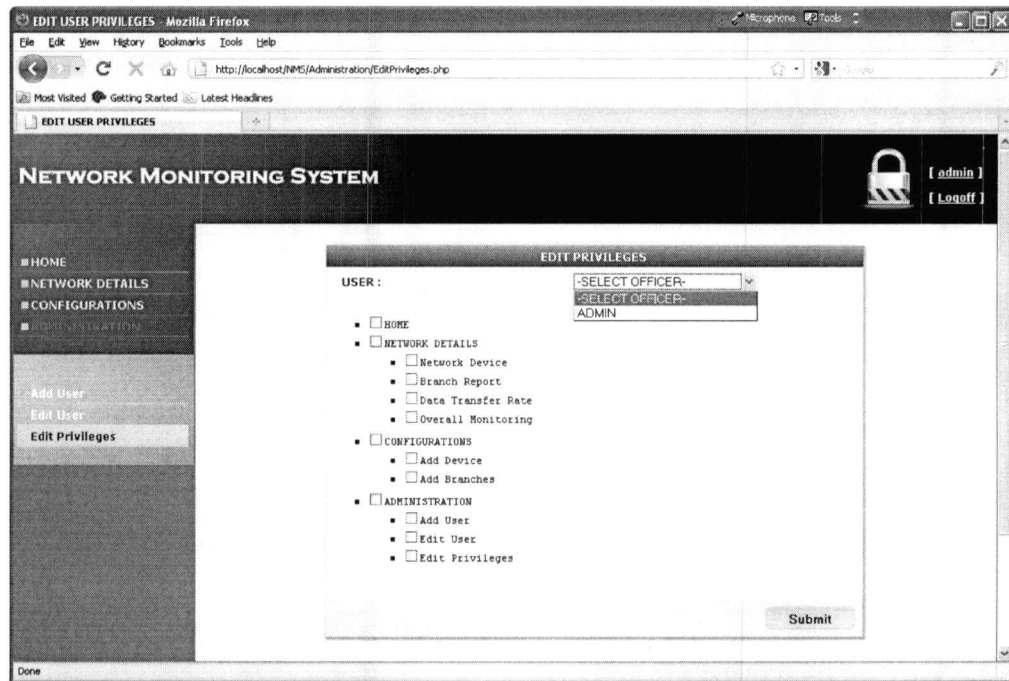 EDIT USER PRIVILEGES - Mozilla Firefox
Microphone Tools
File Edit View History Bookmarks Tools Help
http://localhost/NMS/Administration/EditPrivileges.php
Google
Most Visited Getting Started Latest Headlines
EDIT USER PRIVILEGES
NETWORK MONITORING SYSTEM
[ admin ]
[ Logoff ]
HOME
NETWORK DETAILS
CONFIGURATIONS
ADMINISTRATION
Add User
Edit User
Edit Privileges
EDIT PRIVILEGES
USER :
-SELECT OFFICER-
-SELECT OFFICER-
ADMIN
HOME
NETWORK DETAILS
Network Device
Branch Report
Data Transfer Rate
Overall Monitoring
CONFIGURATIONS
Add Device
Add Branches
ADMINISTRATION
Add User
Edit User
Edit Privileges
Submit
Done